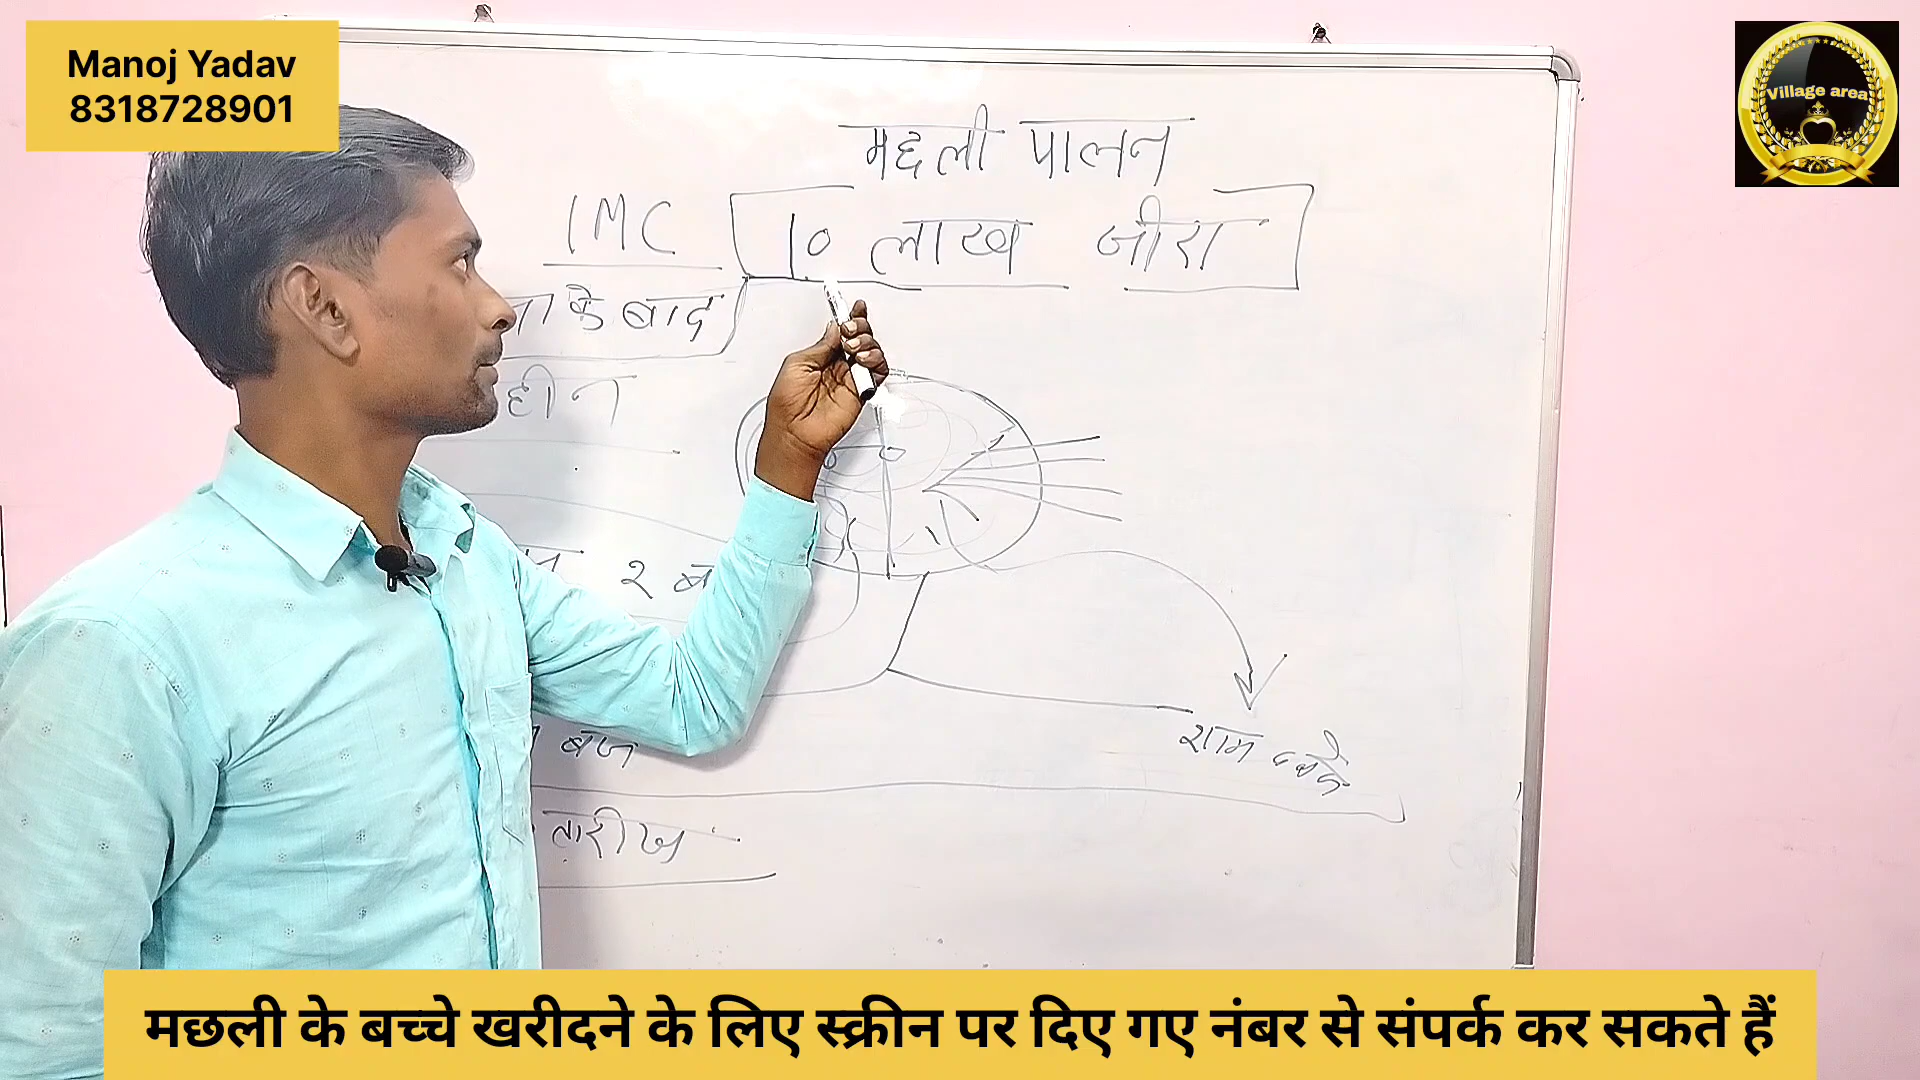 Manoj Yadav
8318728901
Village area
मछली पालन
IMC
10 लाख जीरा
के बाद
हीन
२ ब
बजे
शाम
तारीख
मछली के बच्चे खरीदने के लिए स्क्रीन पर दिए गए नंबर से संपर्क कर सकते हैं